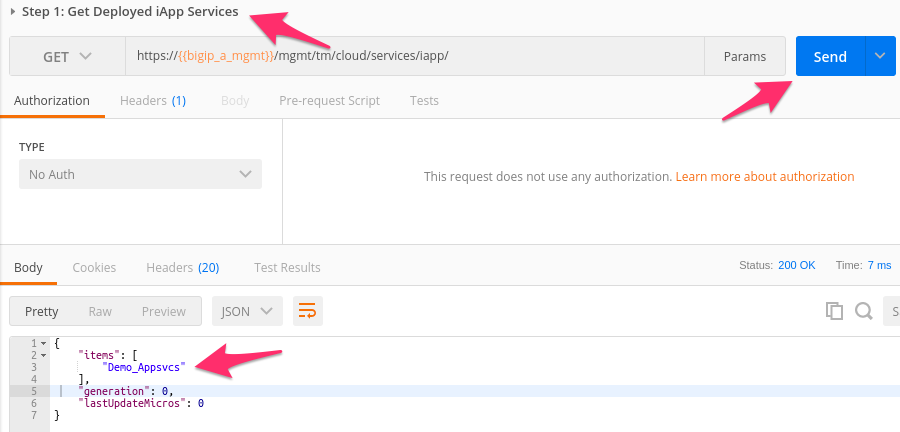 Step 1: Get Deployed iApp Services
GET https://{{bigip_a_mgmt}}/mgmt/tm/cloud/services/iapp/ Params Send
Authorization Headers (1) Body Pre-request Script Tests
TYPE
No Auth
This request does not use any authorization. Learn more about authorization
Body Cookies Headers (20) Test Results Status: 200 OK Time: 7 ms
Pretty Raw Preview JSON S
1 {
2 "items": [
3 "Demo_Appsvcs"
4 ],
5 "generation": 0,
6 "lastUpdateMicros": 0
7 }